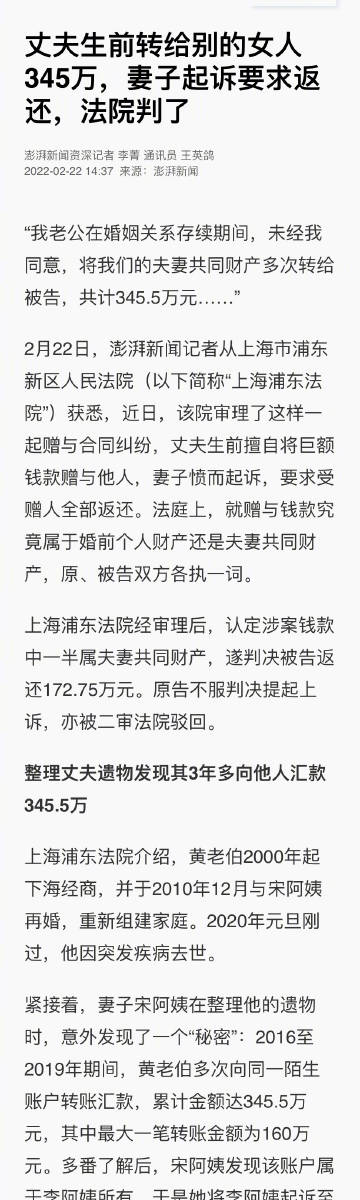 丈夫生前转给别的女人
345万，妻子起诉要求返
还，法院判了
澎湃新闻资深记者 李菁 通讯员 王英鸽
2022-02-22 14:37 来源：澎湃新闻
“我老公在婚姻关系存续期间，未经我
同意，将我们的夫妻共同财产多次转给
被告，共计345.5万元……”
2月22日，澎湃新闻记者从上海市浦东
新区人民法院（以下简称“上海浦东法
院”）获悉，近日，该院审理了这样一
起赠与合同纠纷，丈夫生前擅自将巨额
钱款赠与他人，妻子愤而起诉，要求受
赠人全部返还。法庭上，就赠与钱款究
竟属于婚前个人财产还是夫妻共同财
产，原、被告双方各执一词。
上海浦东法院经审理后，认定涉案钱款
中一半属夫妻共同财产，遂判决被告返
还172.75万元。原告不服判决提起上
诉，亦被二审法院驳回。
整理丈夫遗物发现其3年多向他人汇款
345.5万
上海浦东法院介绍，黄老伯2000年起
下海经商，并于2010年12月与宋阿姨
再婚，重新组建家庭。2020年元旦刚
过，他因突发疾病去世。
紧接着，妻子宋阿姨在整理他的遗物
时，意外发现了一个“秘密”：2016至
2019年期间，黄老伯多次向同一陌生
账户转账汇款，累计金额达345.5万
元，其中最大一笔转账金额为160万
元。多番了解后，宋阿姨发现该账户属
于李阿姨所有，于是她将李阿姨起诉至